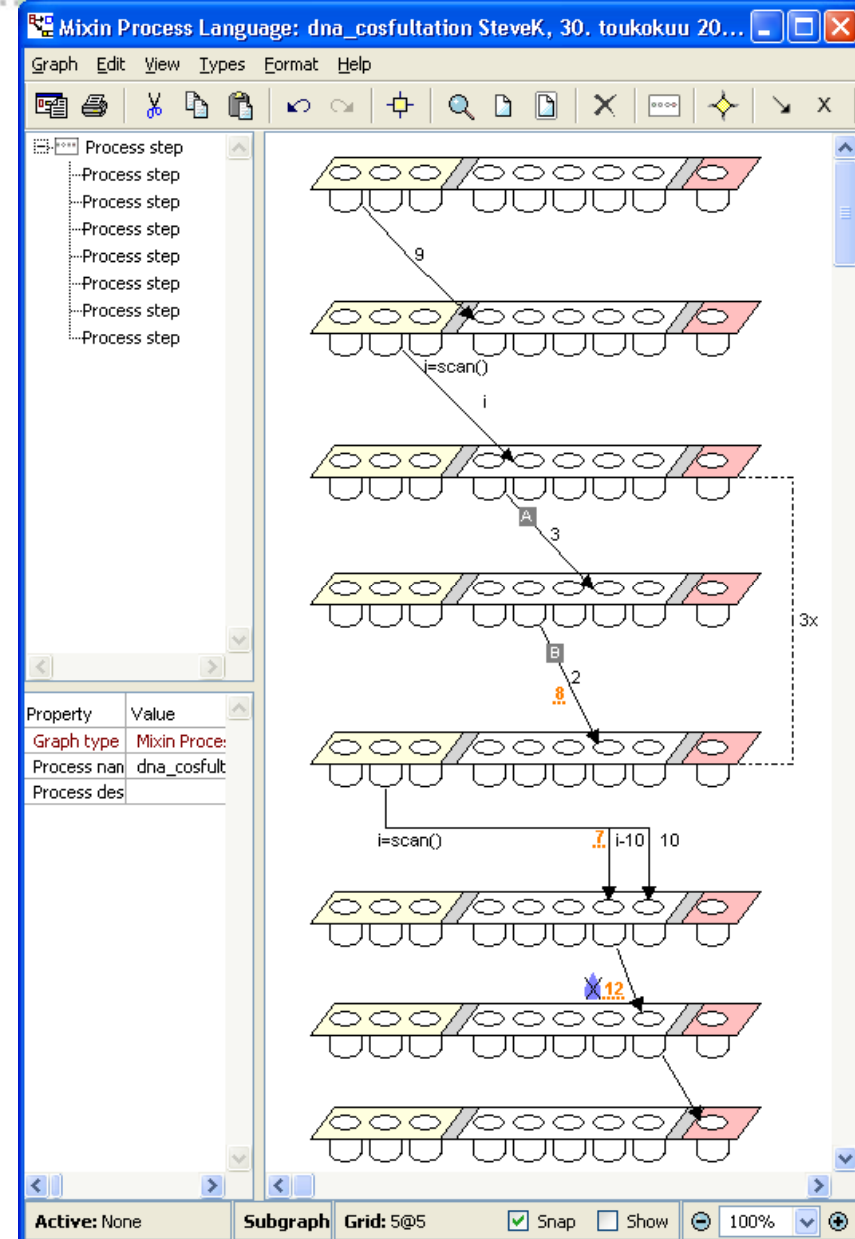 Mixin Process Language: dna_cosfultation SteveK, 30. toukokuu 20...
Graph Edit View Types Format Help
X
Process step
Process step
Process step
Process step
Process step
Process step
Process step
Process step
9
i=scan()
i
A
3
3x
B
2
8
i=scan()
7
i-10
10
X
12
Property Value
Graph type Mixin Proce
Process nan dna_cosfult
Process des
Active: None
Subgraph
Grid: 5@5
Snap
Show
100%